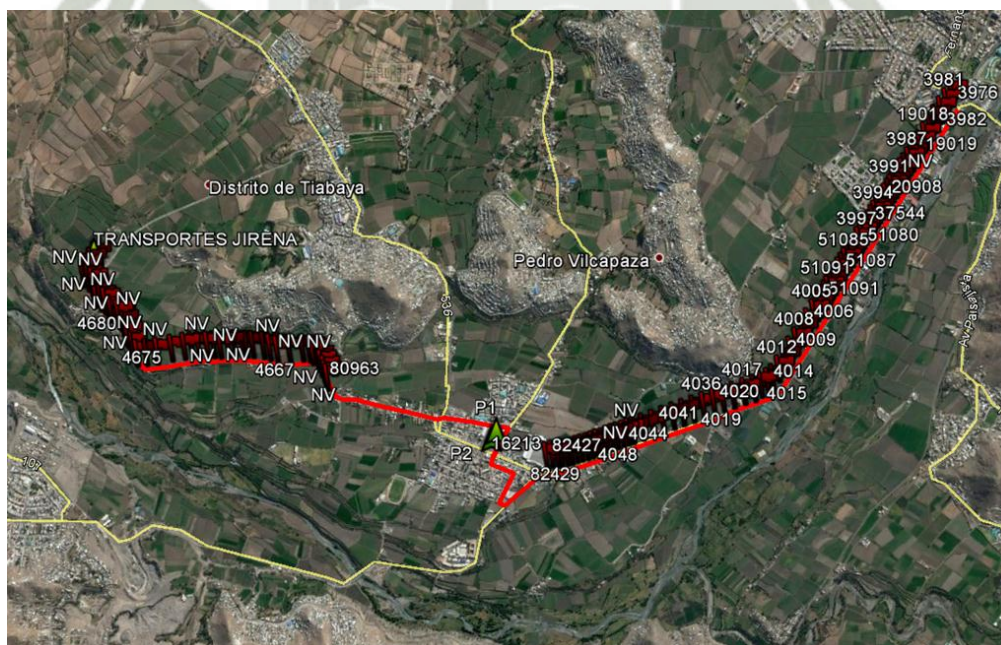 3981
3976
19018
3982
3987
19019
NV
3991
20908
3994
37544
3997
51080
51085
51087
51091
51091
4005
4006
4008
4009
4012
4014
4017
4015
4036
4020
4019
NV
4041
4044
NV
4048
82427
82429
Distrito de Tiabaya
Pedro Vilcapaza
TRANSPORTES JIRENA
NV
NV
NV
NV
NV
4680
NV
NV
NV
NV
NV
NV
NV
NV
4675
NV
NV
4667
80963
NV
NV
P1
16213
P2
536
107